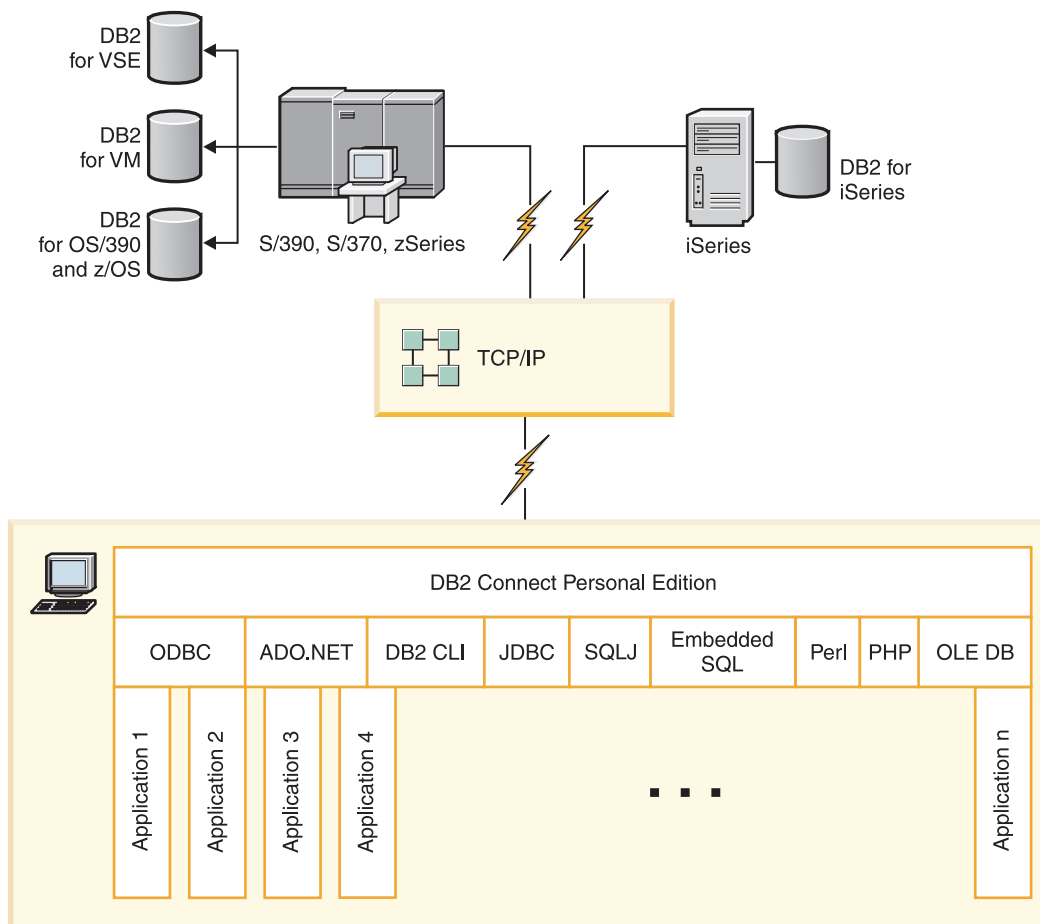 DB2
for VSE
DB2
for VM
DB2
for OS/390
and z/OS
S/390, S/370, zSeries
iSeries
DB2 for
iSeries
TCP/IP
DB2 Connect Personal Edition
ODBC
ADO.NET
DB2 CLI
JDBC
SQLJ
Embedded
SQL
Perl
PHP
OLE DB
Application 1
Application 2
Application 3
Application 4
Application n